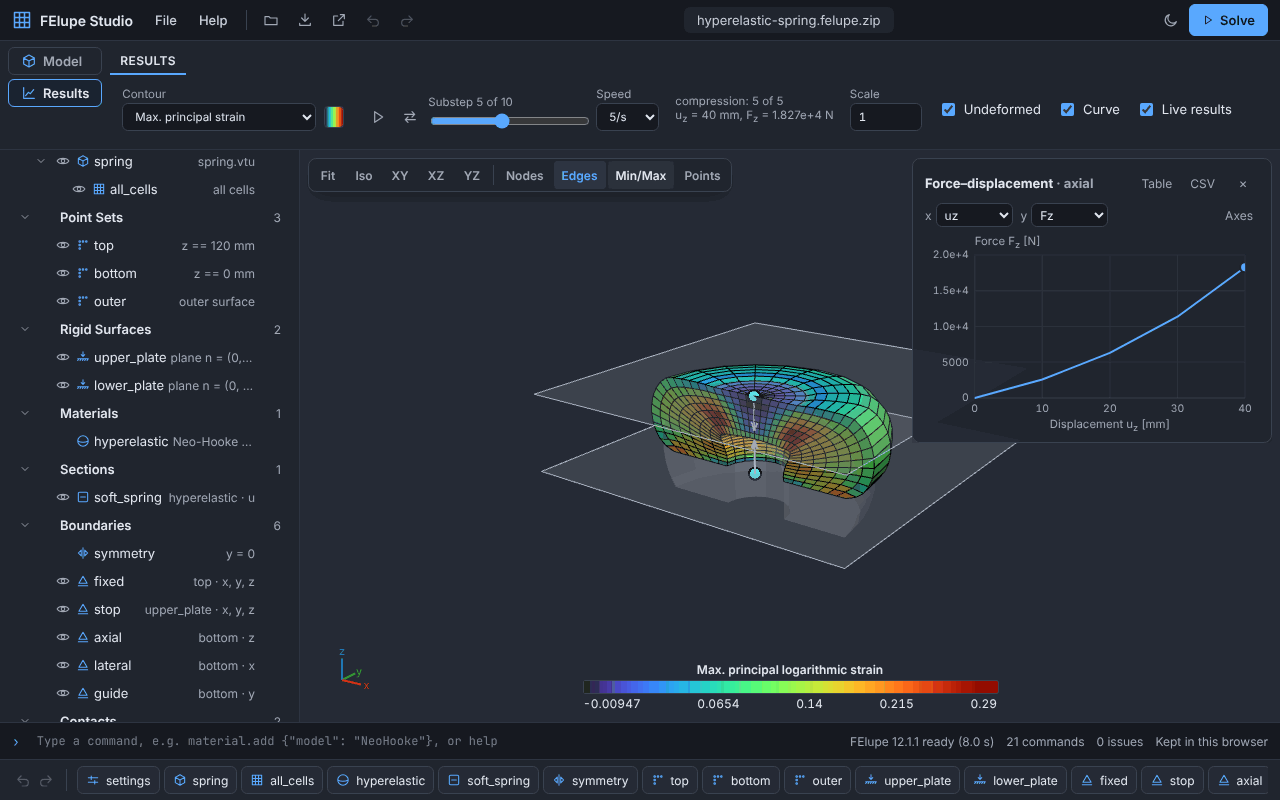 FElupe Studio File Help hyperelastic-spring.felupe.zip Solve
Model RESULTS
Results
Contour Substep 5 of 10 Speed compression: 5 of 5 Scale
Max. principal strain 5/s u_z = 40 mm, F_z = 1.827e+4 N 1 Undeformed Curve Live results
spring spring.vtu
all_cells all cells
Point Sets 3
top z == 120 mm
bottom z == 0 mm
outer outer surface
Rigid Surfaces 2
upper_plate plane n = (0,...
lower_plate plane n = (0, ...
Materials 1
hyperelastic Neo-Hooke ...
Sections 1
soft_spring hyperelastic · u
Boundaries 6
symmetry y = 0
fixed top · x, y, z
stop upper_plate · x, y, z
axial bottom · z
lateral bottom · x
guide bottom · y
Contacts 2
Fit Iso XY XZ YZ Nodes Edges Min/Max Points
Force–displacement · axial Table CSV ×
x uz y Fz Axes
Force F_z [N]
2.0e+4
1.5e+4
1.0e+4
5000
0
0 10 20 30 40
Displacement u_z [mm]
z
y
x
Max. principal logarithmic strain
-0.00947 0.0654 0.14 0.215 0.29
› Type a command, e.g. material.add {"model": "NeoHooke"}, or help FElupe 12.1.1 ready (8.0 s) 21 commands 0 issues Kept in this browser
settings spring all_cells hyperelastic soft_spring symmetry top bottom outer upper_plate lower_plate fixed stop axial